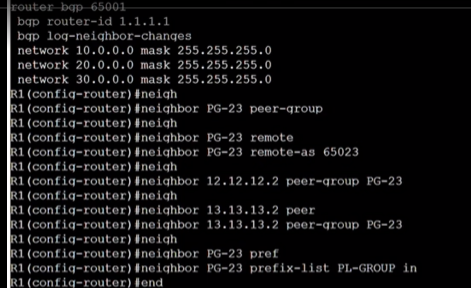 router bgp 65001
bgp router-id 1.1.1.1
bgp log-neighbor-changes
network 10.0.0.0 mask 255.255.255.0
network 20.0.0.0 mask 255.255.255.0
network 30.0.0.0 mask 255.255.255.0
R1(config-router)#neigh
R1(config-router)#neighbor PG-23 peer-group
R1(config-router)#neigh
R1(config-router)#neighbor PG-23 remote
R1(config-router)#neighbor PG-23 remote-as 65023
R1(config-router)#neigh
R1(config-router)#neighbor 12.12.12.2 peer-group PG-23
R1(config-router)#neigh
R1(config-router)#neighbor 13.13.13.2 peer
R1(config-router)#neighbor 13.13.13.2 peer-group PG-23
R1(config-router)#neigh
R1(config-router)#neighbor PG-23 pref
R1(config-router)#neighbor PG-23 prefix-list PL-GROUP in
R1(config-router)#end